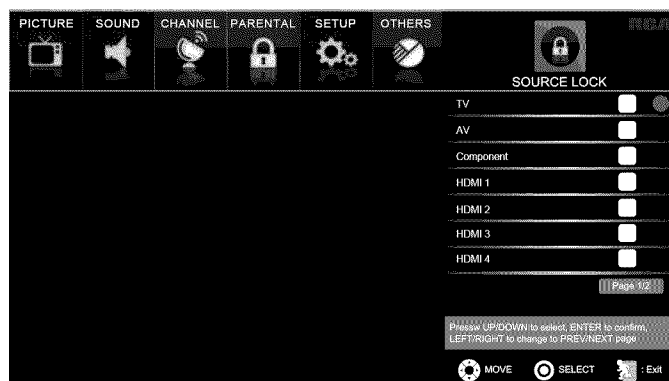 PICTURE SOUND CHANNEL PARENTAL SETUP OTHERS
RCA
SOURCE LOCK
TV
AV
Component
HDMI 1
HDMI 2
HDMI 3
HDMI 4
Page 1/2
Pressw UP/DOWN to select, ENTER to confirm,
LEFT/RIGHT to change to PREV/NEXT page
MOVE SELECT : Exit